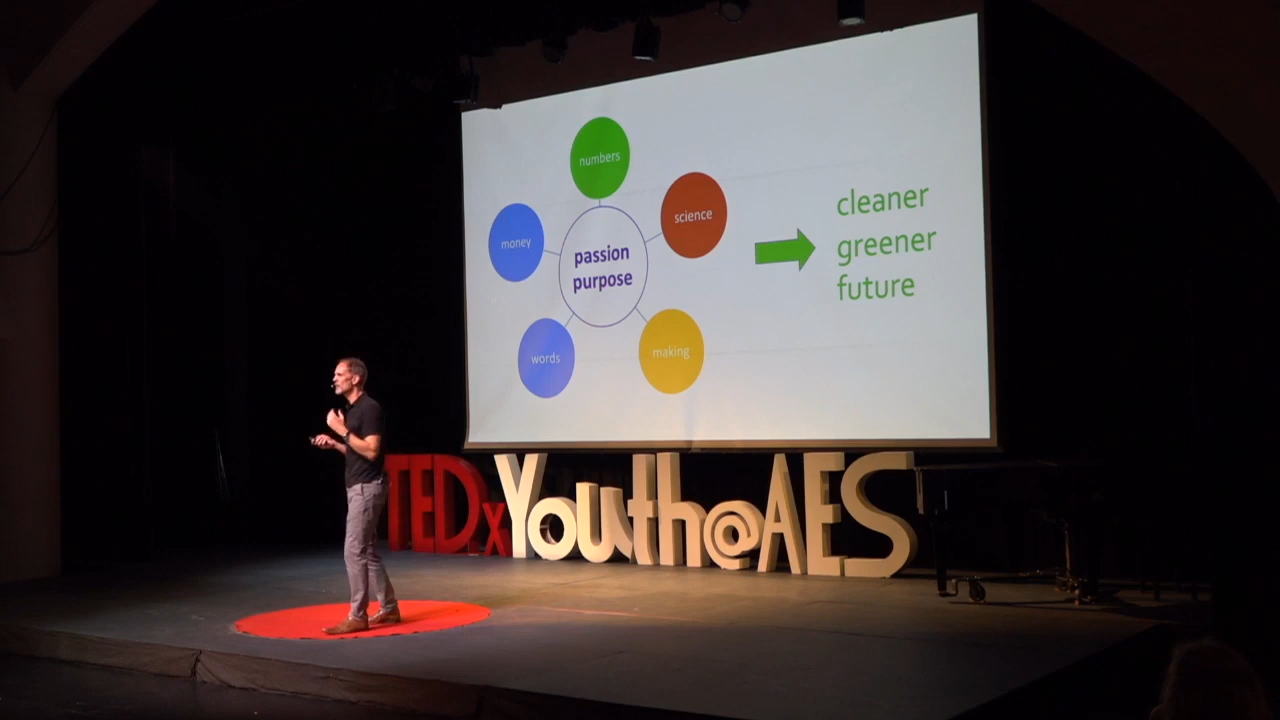 numbers
science
money
passion
purpose
words
making
cleaner
greener
future
TEDxYouth@AES